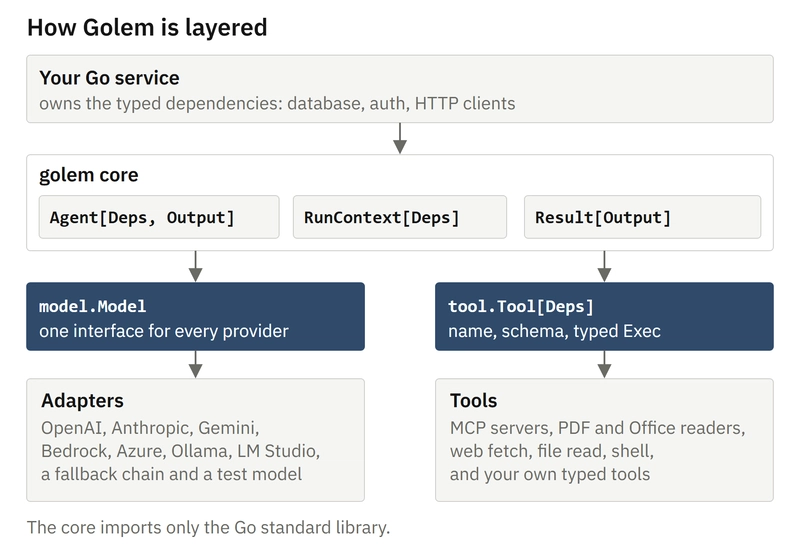 How Golem is layered
Your Go service
owns the typed dependencies: database, auth, HTTP clients
golem core
Agent[Deps, Output]
RunContext[Deps]
Result[Output]
model.Model
one interface for every provider
tool.Tool[Deps]
name, schema, typed Exec
Adapters
OpenAI, Anthropic, Gemini,
Bedrock, Azure, Ollama, LM Studio,
a fallback chain and a test model
Tools
MCP servers, PDF and Office readers,
web fetch, file read, shell,
and your own typed tools
The core imports only the Go standard library.